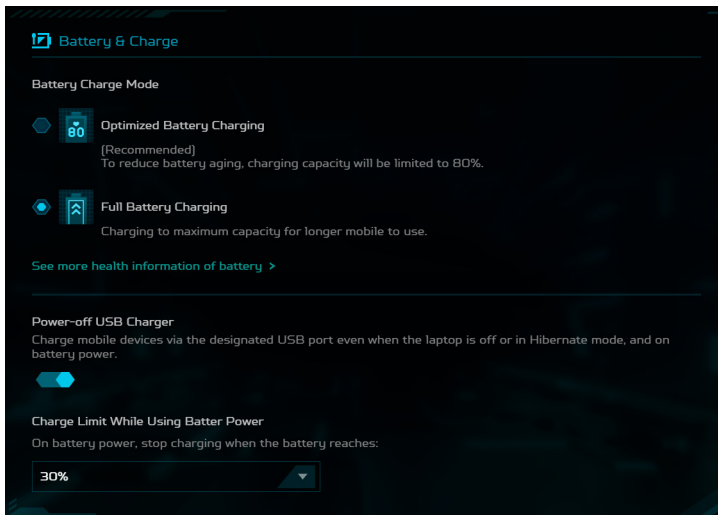 Battery & Charge
Battery Charge Mode
80
Optimized Battery Charging
(Recommended)
To reduce battery aging, charging capacity will be limited to 80%.
Full Battery Charging
Charging to maximum capacity for longer mobile to use.
See more health information of battery >
Power-off USB Charger
Charge mobile devices via the designated USB port even when the laptop is off or in Hibernate mode, and on
battery power.
Charge Limit While Using Batter Power
On battery power, stop charging when the battery reaches:
30%